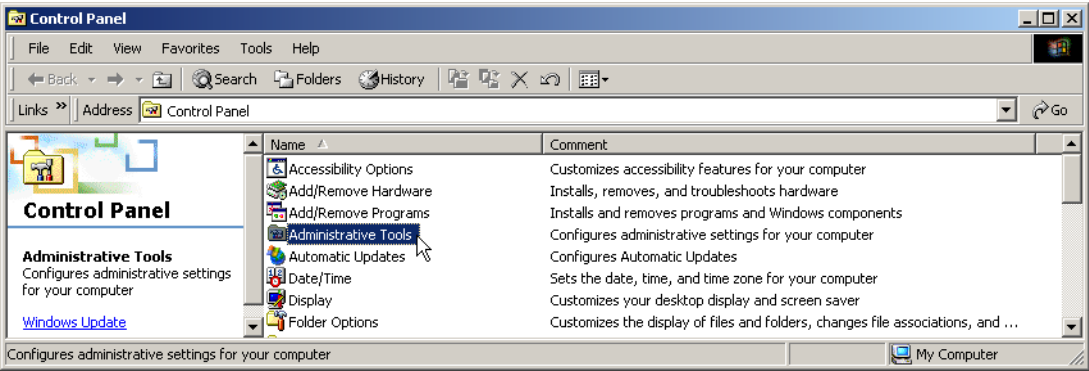 Control Panel
File Edit View Favorites Tools Help
Back Search Folders History
Links » Address Control Panel Go
Name Comment
Accessibility Options Customizes accessibility features for your computer
Add/Remove Hardware Installs, removes, and troubleshoots hardware
Add/Remove Programs Installs and removes programs and Windows components
Administrative Tools Configures administrative settings for your computer
Automatic Updates Configures Automatic Updates
Date/Time Sets the date, time, and time zone for your computer
Display Customizes your desktop display and screen saver
Folder Options Customizes the display of files and folders, changes file associations, and ...
Control Panel
Administrative Tools
Configures administrative settings
for your computer
Windows Update
Configures administrative settings for your computer My Computer